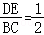 DE/BC = 1/2